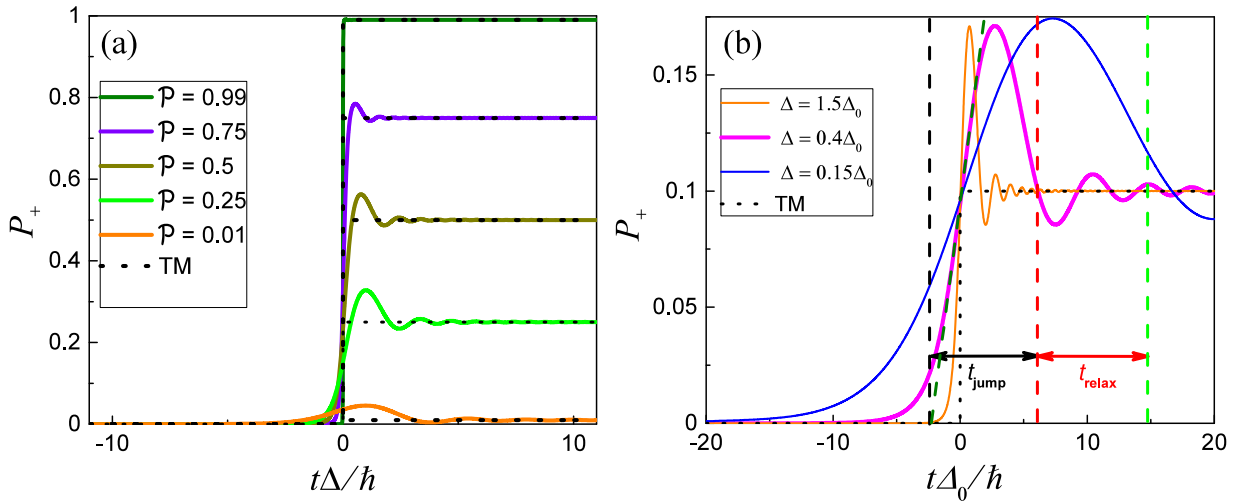 (a)
1
0.8
0.6
0.4
0.2
0
P₊
𝒫 = 0.99
𝒫 = 0.75
𝒫 = 0.5
𝒫 = 0.25
𝒫 = 0.01
TM
-10
0
10
tΔ/ħ
(b)
0.15
0.1
0.05
0
P₊
Δ = 1.5Δ₀
Δ = 0.4Δ₀
Δ = 0.15Δ₀
TM
t_jump
t_relax
-20
-10
0
10
20
tΔ₀/ħ